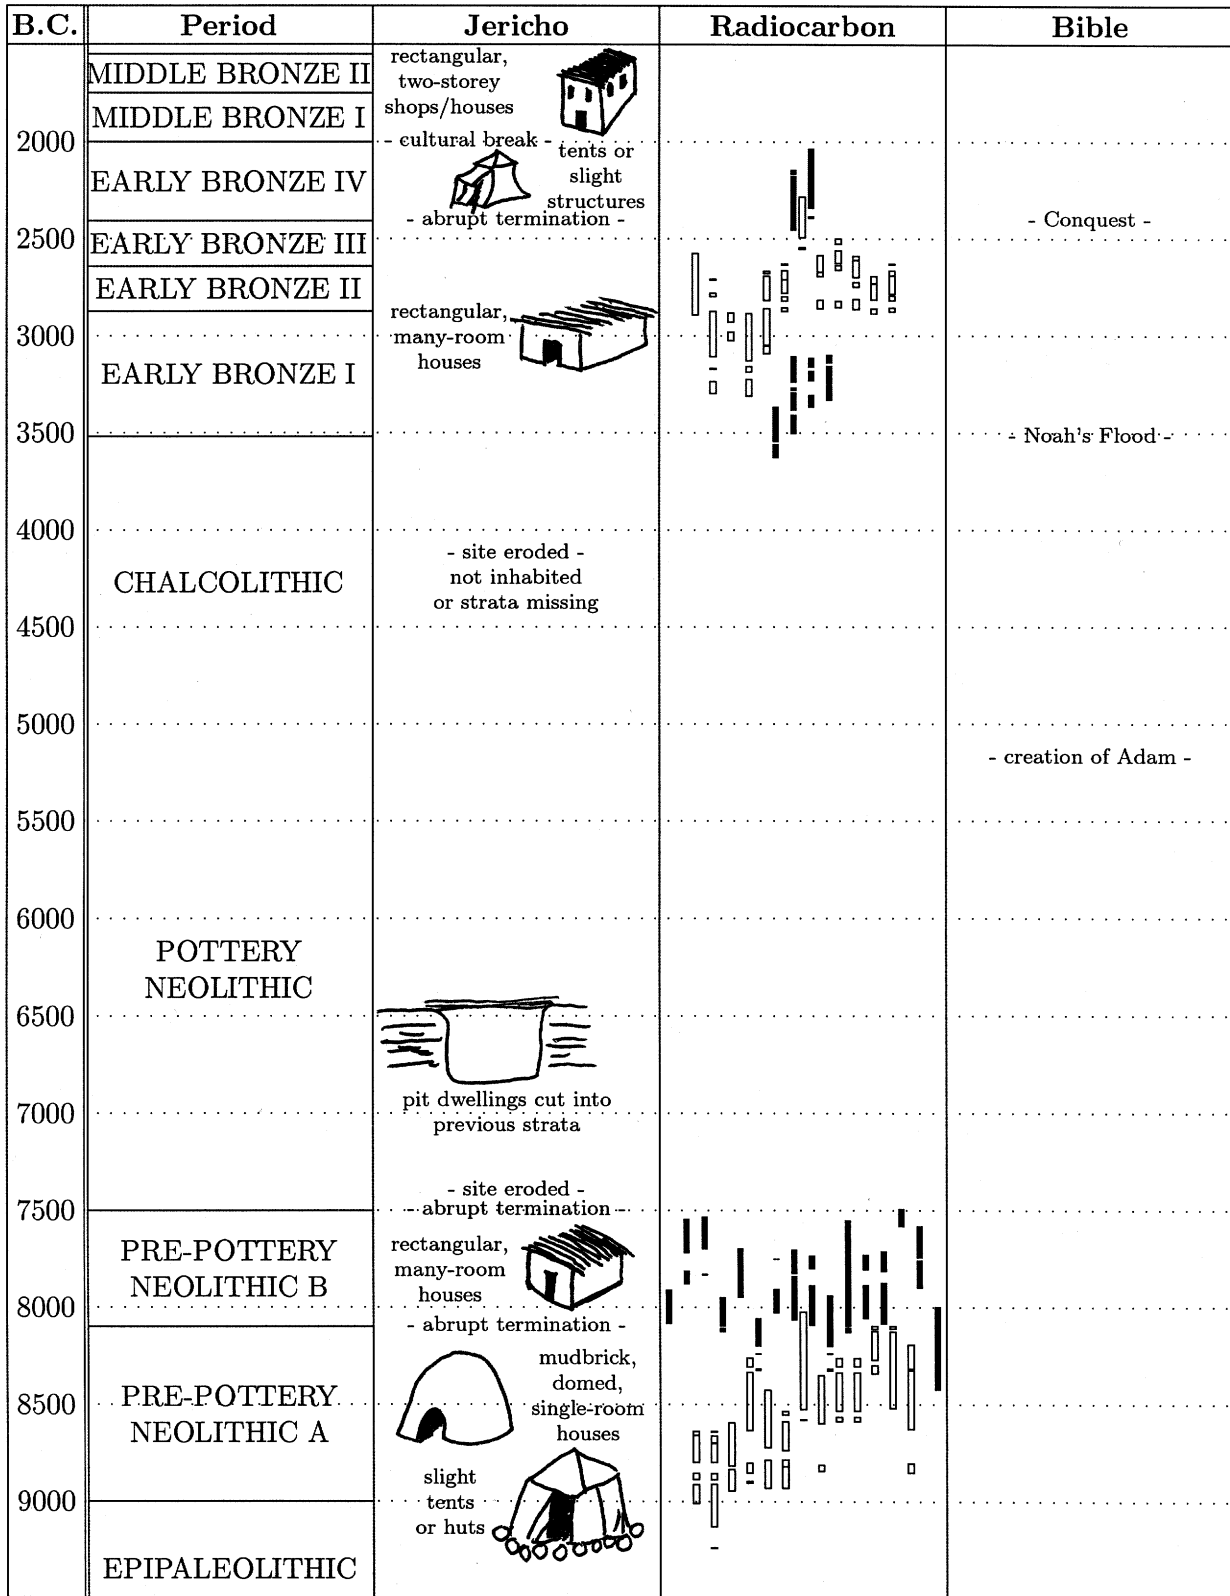 B.C. Period Jericho Radiocarbon Bible
MIDDLE BRONZE II
MIDDLE BRONZE I
EARLY BRONZE IV
EARLY BRONZE III
EARLY BRONZE II
EARLY BRONZE I
CHALCOLITHIC
POTTERY
NEOLITHIC
PRE-POTTERY
NEOLITHIC B
PRE-POTTERY
NEOLITHIC A
EPIPALEOLITHIC
2000
2500
3000
3500
4000
4500
5000
5500
6000
6500
7000
7500
8000
8500
9000
rectangular,
two-storey
shops/houses
- cultural break -
tents or
slight
structures
- abrupt termination -
rectangular,
many-room
houses
- site eroded -
not inhabited
or strata missing
pit dwellings cut into
previous strata
- site eroded -
- abrupt termination -
rectangular,
many-room
houses
- abrupt termination -
mudbrick,
domed,
single-room
houses
slight
tents
or huts
- Conquest -
- Noah's Flood -
- creation of Adam -